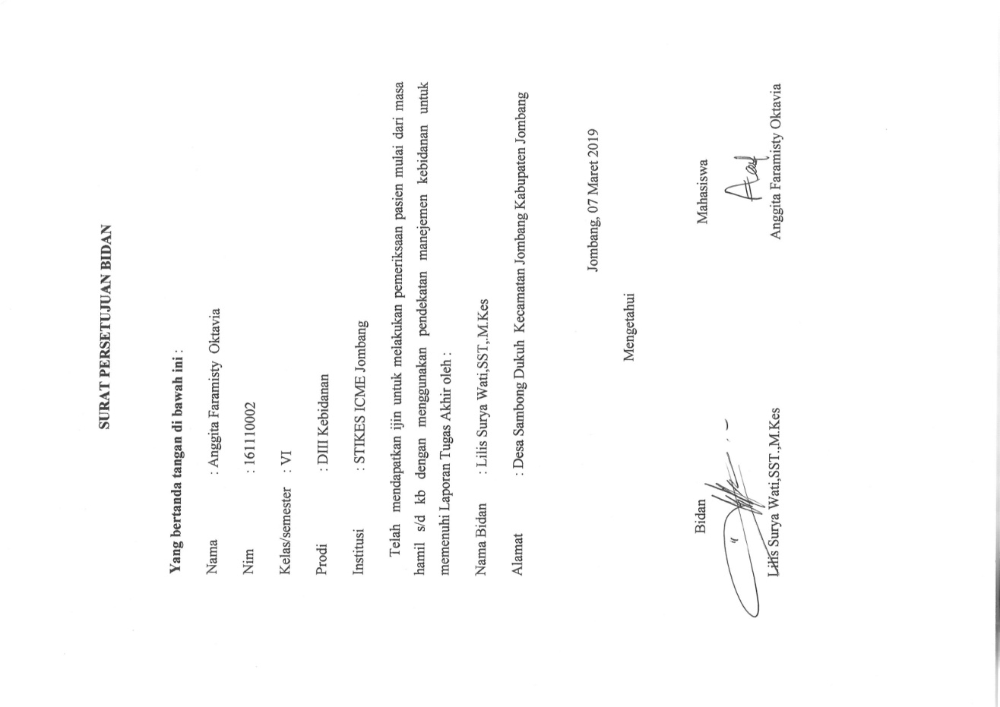 SURAT PERSETUJUAN BIDAN
Yang bertanda tangan di bawah ini :
Nama : Anggita Faramisty Oktavia
Nim : 161110002
Kelas/semester : VI
Prodi : DIII Kebidanan
Institusi : STIKES ICME Jombang
Telah mendapatkan ijin untuk melakukan pemeriksaan pasien mulai dari masa
hamil s/d kb dengan menggunakan pendekatan manejemen kebidanan untuk
memenuhi Laporan Tugas Akhir oleh :
Nama Bidan : Lilis Surya Wati,SST,.M.Kes
Alamat : Desa Sambong Dukuh Kecamatan Jombang Kabupaten Jombang
Jombang, 07 Maret 2019
Mengetahui
Bidan Mahasiswa
Lilis Surya Wati,SST.,M.Kes Anggita Faramisty Oktavia